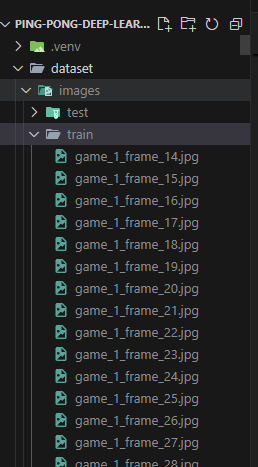 PING-PONG-DEEP-LEAR...
.venv
dataset
images
test
train
game_1_frame_14.jpg
game_1_frame_15.jpg
game_1_frame_16.jpg
game_1_frame_17.jpg
game_1_frame_18.jpg
game_1_frame_19.jpg
game_1_frame_20.jpg
game_1_frame_21.jpg
game_1_frame_22.jpg
game_1_frame_23.jpg
game_1_frame_24.jpg
game_1_frame_25.jpg
game_1_frame_26.jpg
game_1_frame_27.jpg
game_1_frame_28.jpg